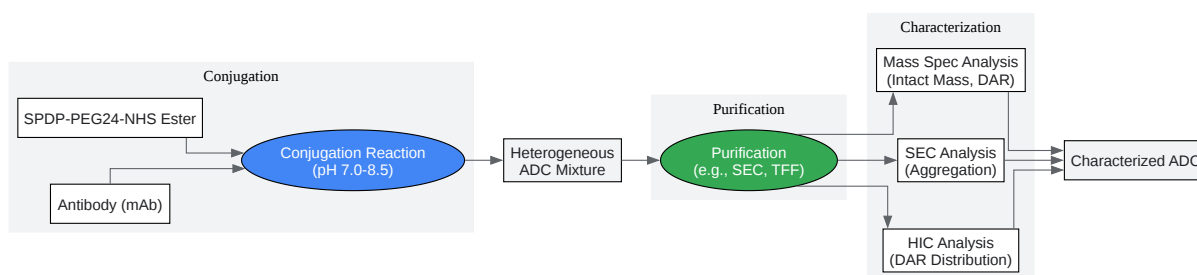 Conjugation
SPDP-PEG24-NHS Ester
Antibody (mAb)
Conjugation Reaction
(pH 7.0-8.5)
Heterogeneous
ADC Mixture
Purification
Purification
(e.g., SEC, TFF)
Characterization
Mass Spec Analysis
(Intact Mass, DAR)
SEC Analysis
(Aggregation)
HIC Analysis
(DAR Distribution)
Characterized ADC